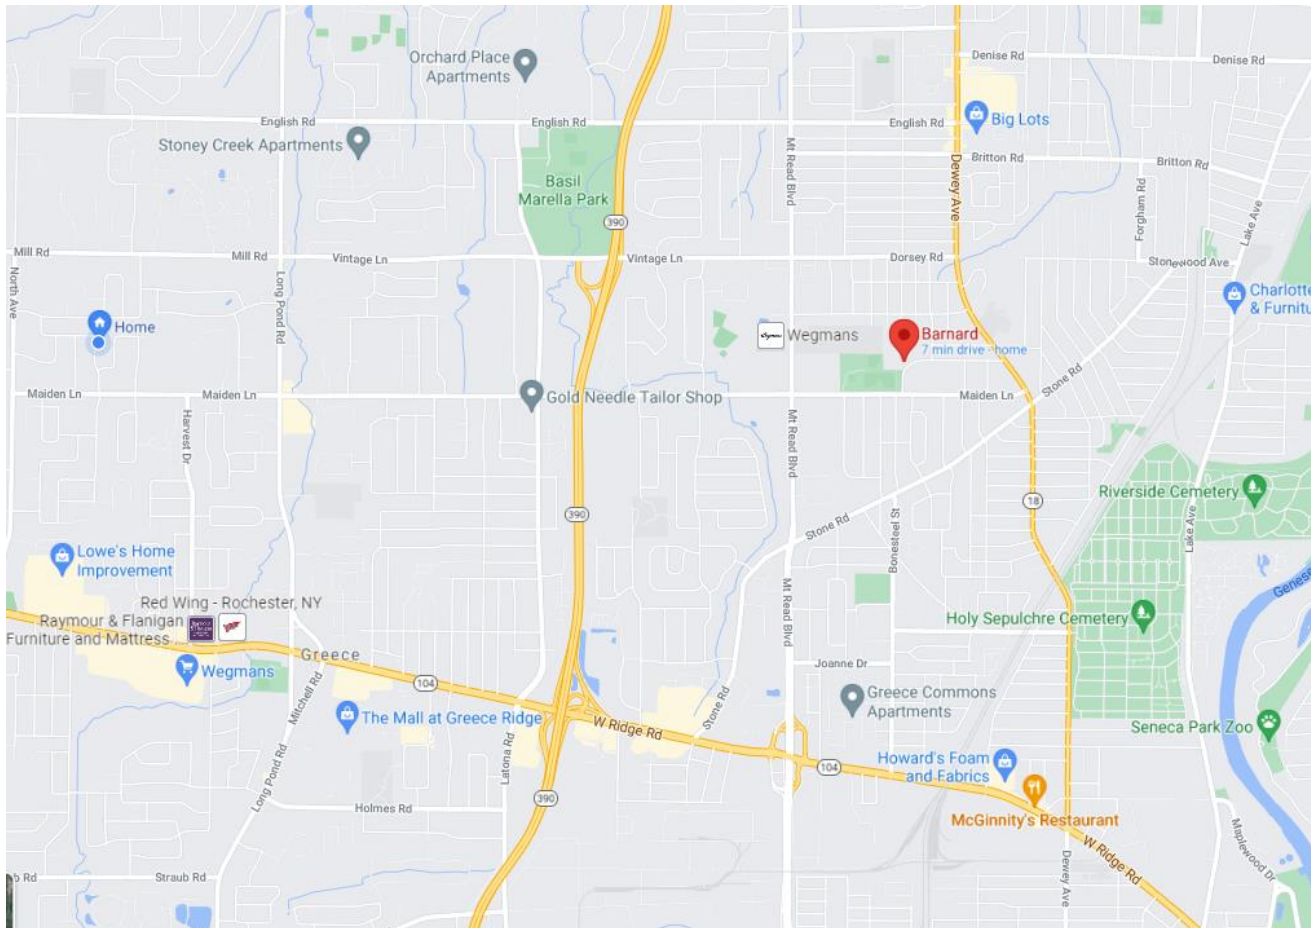 Denise Rd
Denise Rd
Orchard Place
Apartments
English Rd
English Rd
English Rd
Big Lots
Stoney Creek Apartments
Mt Read Blvd
Dewey Ave
Britton Rd
Britton Rd
Basil
Marella Park
Forgham Rd
Lake Ave
390
Mill Rd
Mill Rd
Vintage Ln
Vintage Ln
Dorsey Rd
Stonewood Ave
North Ave
Long Pond Rd
Charlotte
& Furnitu
Home
Wegmans
Barnard
7 min drive - home
Stone Rd
Maiden Ln
Maiden Ln
Gold Needle Tailor Shop
Maiden Ln
Harvest Dr
Mt Read Blvd
Riverside Cemetery
18
390
Stone Rd
Bonesteel St
Lake Ave
Lowe's Home
Improvement
Genese
Red Wing - Rochester, NY
Raymour & Flanigan
Furniture and Mattress ...
Mt Read Blvd
Holy Sepulchre Cemetery
Greece
Wegmans
Joanne Dr
104
Mitchell Rd
Stone Rd
Greece Commons
Apartments
The Mall at Greece Ridge
W Ridge Rd
Seneca Park Zoo
Latona Rd
Howard's Foam
and Fabrics
104
Long Pond Rd
390
Holmes Rd
McGinnity's Restaurant
W Ridge Rd
Maplewood Dr
Dewey Ave
b Rd
Straub Rd